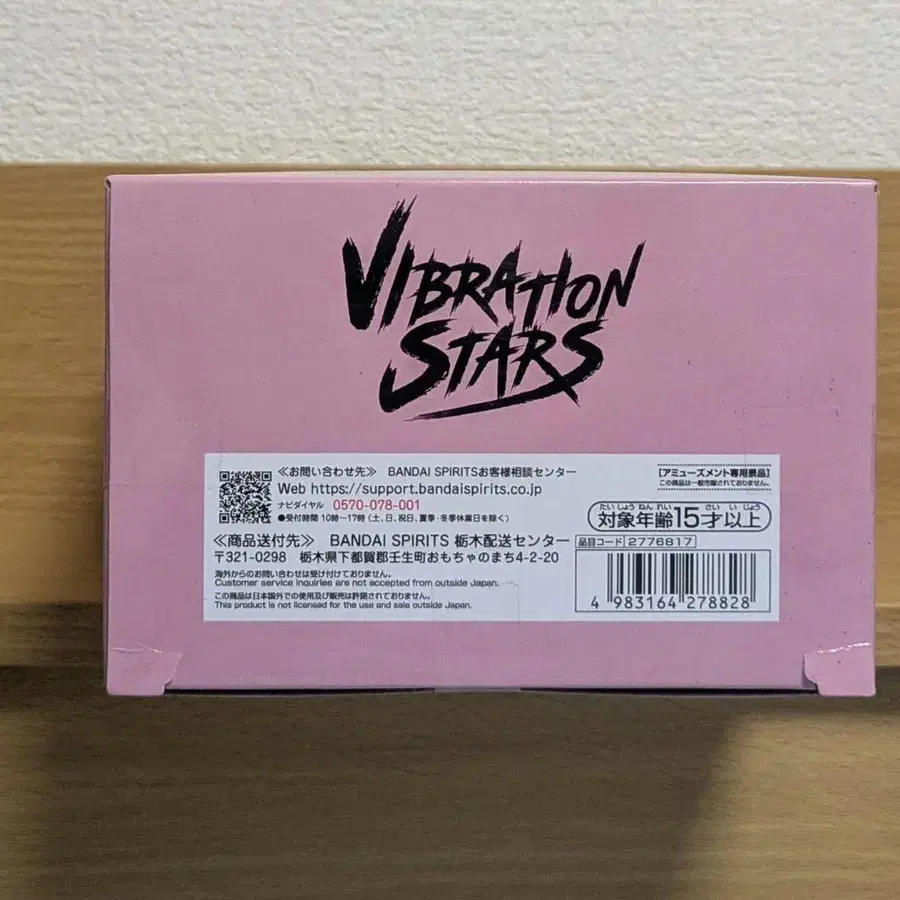 VIBRATION
STARS
≪お問い合わせ先≫ BANDAI SPIRITSお客様相談センター
Web https://support.bandaispirits.co.jp
ナビダイヤル 0570-078-001
●受付時間 10時〜17時(土、日、祝日、夏季・冬季休業日を除く)
≪商品送付先≫ BANDAI SPIRITS 栃木配送センター
〒321-0298 栃木県下都賀郡壬生町おもちゃのまち4-2-20
海外からのお問い合わせは受け付けておりません。
Customer service inquiries are not accepted from outside Japan.
この商品は日本国外での使用及び販売は許諾されておりません。
This product is not licensed for the use and sale outside Japan.
[アミューズメント専用景品]
この商品は一般市販されておりません。
たいしょうねんれい さい いじょう
対象年齢15才以上
品目コード 2776817
4 983164 278828